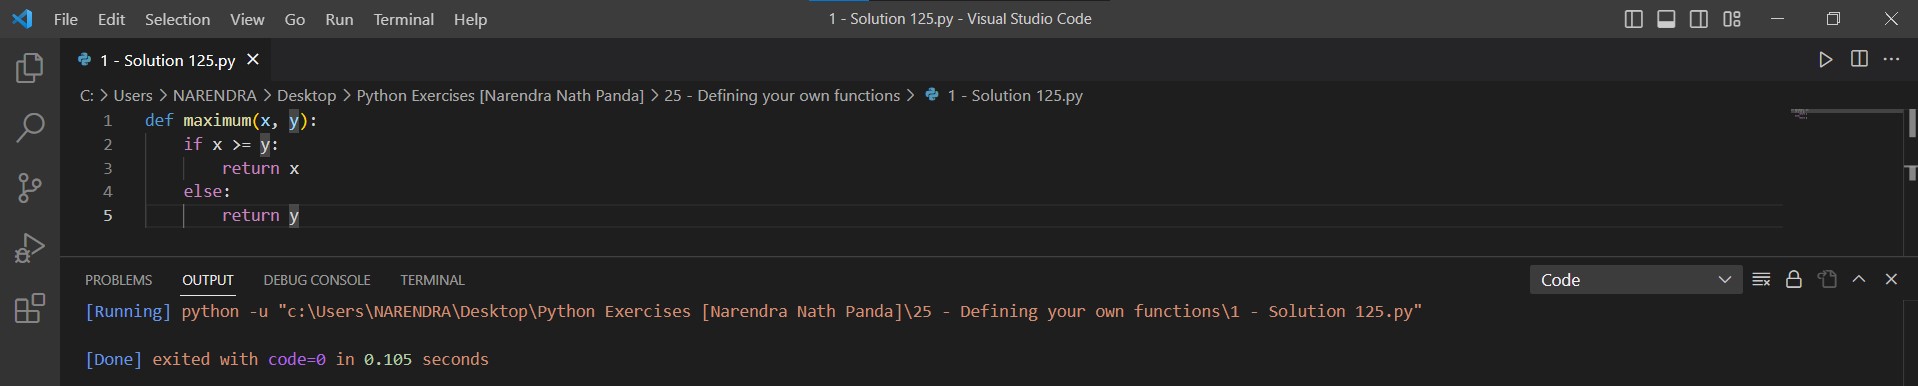 File Edit Selection View Go Run Terminal Help 1 - Solution 125.py - Visual Studio Code
1 - Solution 125.py
C: > Users > NARENDRA > Desktop > Python Exercises [Narendra Nath Panda] > 25 - Defining your own functions > 1 - Solution 125.py
1 def maximum(x, y):
2 if x >= y:
3 return x
4 else:
5 return y
PROBLEMS OUTPUT DEBUG CONSOLE TERMINAL Code
[Running] python -u "c:\Users\NARENDRA\Desktop\Python Exercises [Narendra Nath Panda]\25 - Defining your own functions\1 - Solution 125.py"
[Done] exited with code=0 in 0.105 seconds